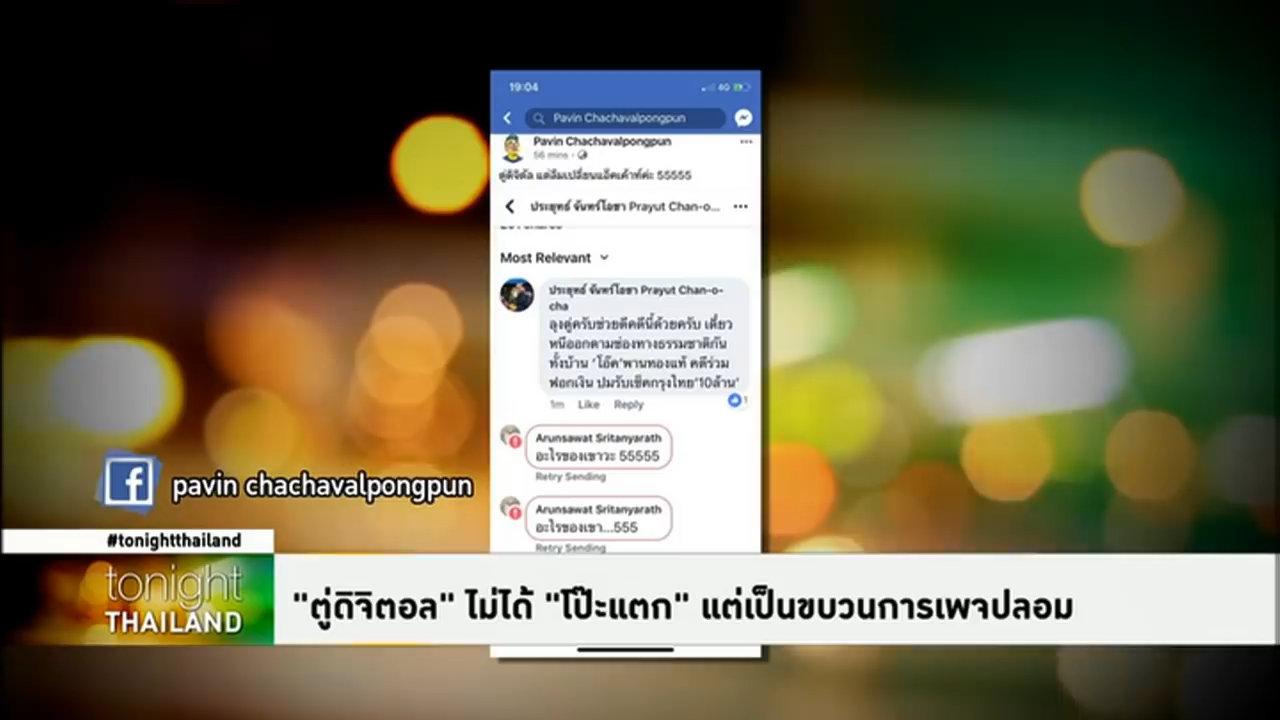 19:04
4G
Pavin Chachavalpongpun
Pavin Chachavalpongpun
56 mins
ตู่ดิจิตัล แต่ลืมเปลี่ยนแอ็คเค้าท์ค่ะ 55555
ประยุทธ์ จันทร์โอชา Prayut Chan-o...
Most Relevant
ประยุทธ์ จันทร์โอชา Prayut Chan-o-
cha
ลุงตู่ครับช่วยตีคดีนี้ด้วยครับ เดี๋ยว
หนีออกตามช่องทางธรรมชาติกัน
ทั้งบ้าน 'โอ๊ค'พานทองแท้ คดีร่วม
ฟอกเงิน ปมรับเช็คกรุงไทย'10ล้าน'
1m Like Reply 1
Arunsawat Sritanyarath
อะไรของเขาวะ 55555
Retry Sending
Arunsawat Sritanyarath
อะไรของเขา...555
Retry Sending
pavin chachavalpongpun
#tonightthailand
tonight
THAILAND
"ตู่ดิจิตอล" ไม่ได้ "โป๊ะแตก" แต่เป็นขบวนการเพจปลอม